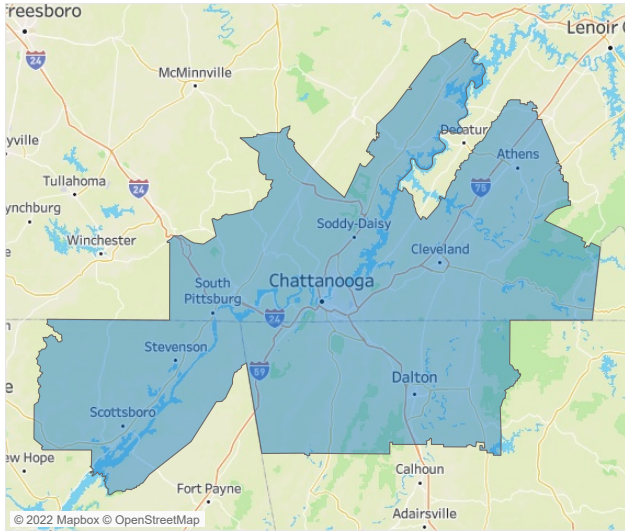 freesboro
Lenoir C
24
McMinnville
Decatur
yville
Athens
Tullahoma
24
75
ynchburg
Soddy-Daisy
Winchester
Cleveland
e
South
Pittsburg
Chattanooga
24
Stevenson
59
Dalton
e
Scottsboro
ew Hope
Calhoun
Fort Payne
Adairsville
© 2022 Mapbox © OpenStreetMap